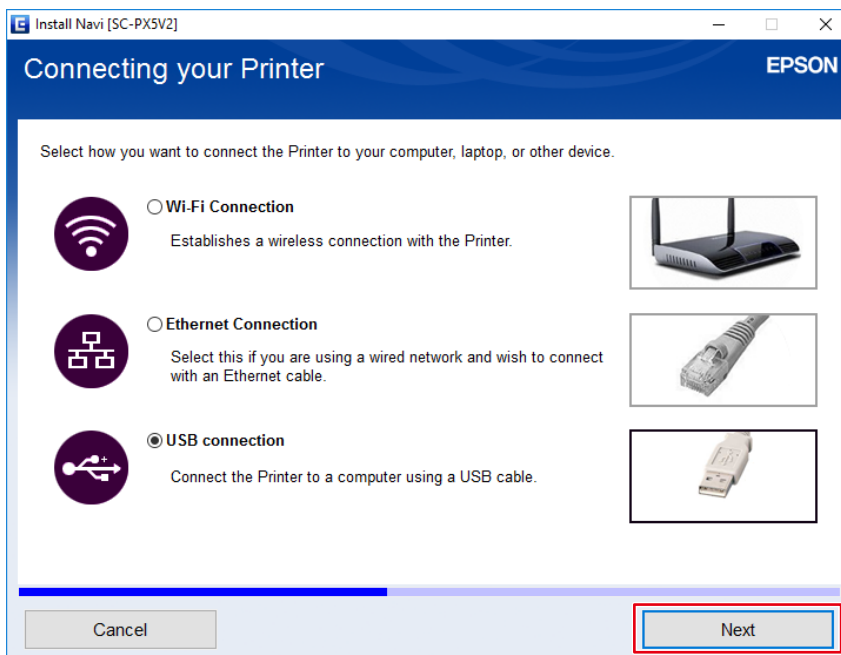 Install Navi [SC-PX5V2]
Connecting your Printer
EPSON
Select how you want to connect the Printer to your computer, laptop, or other device.
Wi-Fi Connection
Establishes a wireless connection with the Printer.
Ethernet Connection
Select this if you are using a wired network and wish to connect
with an Ethernet cable.
USB connection
Connect the Printer to a computer using a USB cable.
Cancel
Next